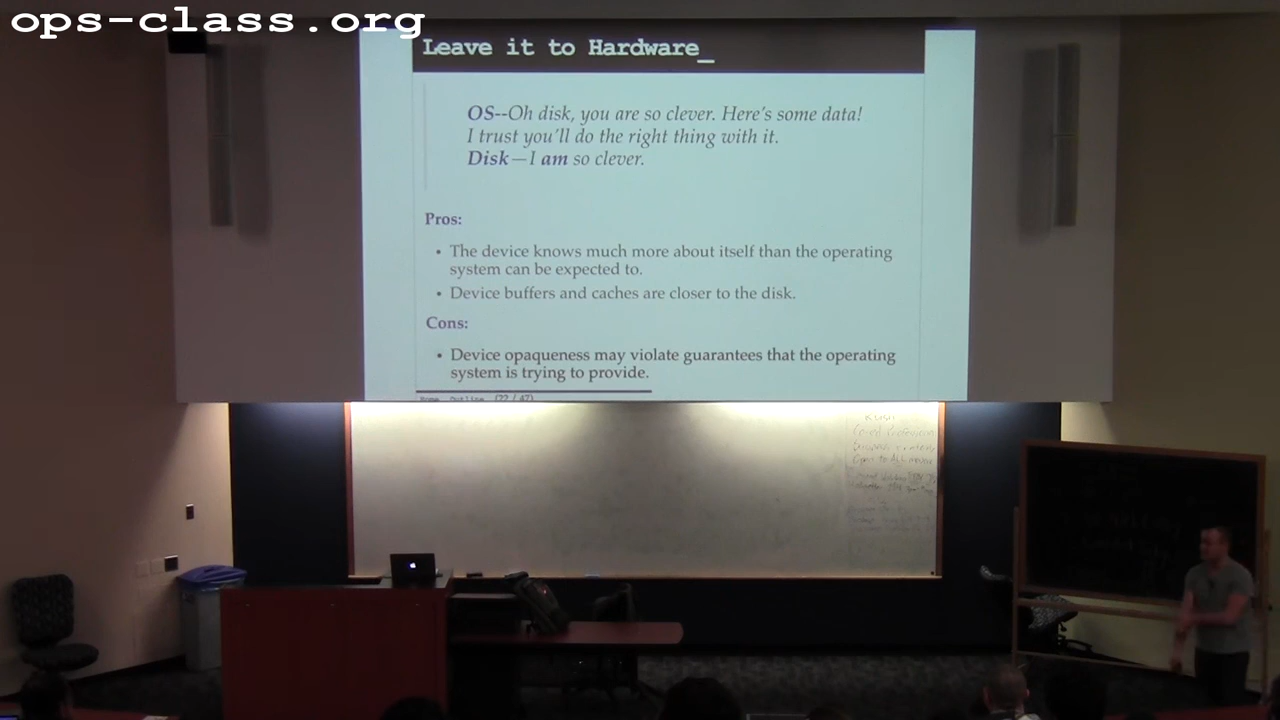 ops-class.org
Leave it to Hardware_
OS--Oh disk, you are so clever. Here's some data!
I trust you'll do the right thing with it.
Disk—I am so clever.
Pros:
• The device knows much more about itself than the operating
system can be expected to.
• Device buffers and caches are closer to the disk.
Cons:
• Device opaqueness may violate guarantees that the operating
system is trying to provide.
(22 / 47)